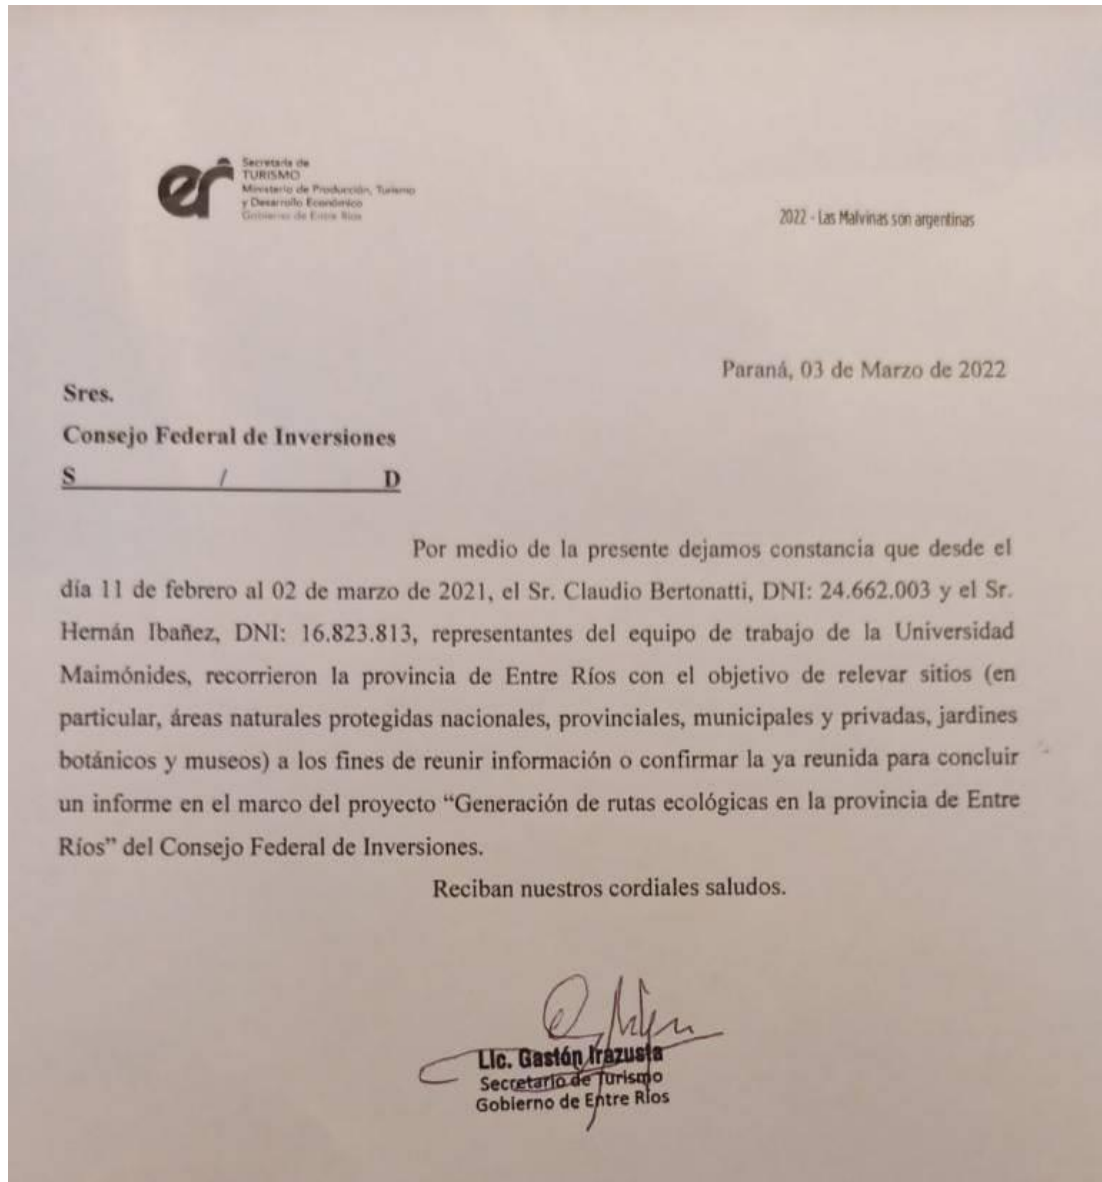 er
Secretaría de
TURISMO
Ministerio de Producción, Turismo
y Desarrollo Económico
Gobierno de Entre Ríos
2022 - Las Malvinas son argentinas
Paraná, 03 de Marzo de 2022
Sres.
Consejo Federal de Inversiones
S / D
Por medio de la presente dejamos constancia que desde el
día 11 de febrero al 02 de marzo de 2021, el Sr. Claudio Bertonatti, DNI: 24.662.003 y el Sr.
Hernán Ibañez, DNI: 16.823.813, representantes del equipo de trabajo de la Universidad
Maimónides, recorrieron la provincia de Entre Ríos con el objetivo de relevar sitios (en
particular, áreas naturales protegidas nacionales, provinciales, municipales y privadas, jardines
botánicos y museos) a los fines de reunir información o confirmar la ya reunida para concluir
un informe en el marco del proyecto “Generación de rutas ecológicas en la provincia de Entre
Ríos” del Consejo Federal de Inversiones.
Reciban nuestros cordiales saludos.
Lic. Gastón Irazusta
Secretario de Turismo
Gobierno de Entre Ríos